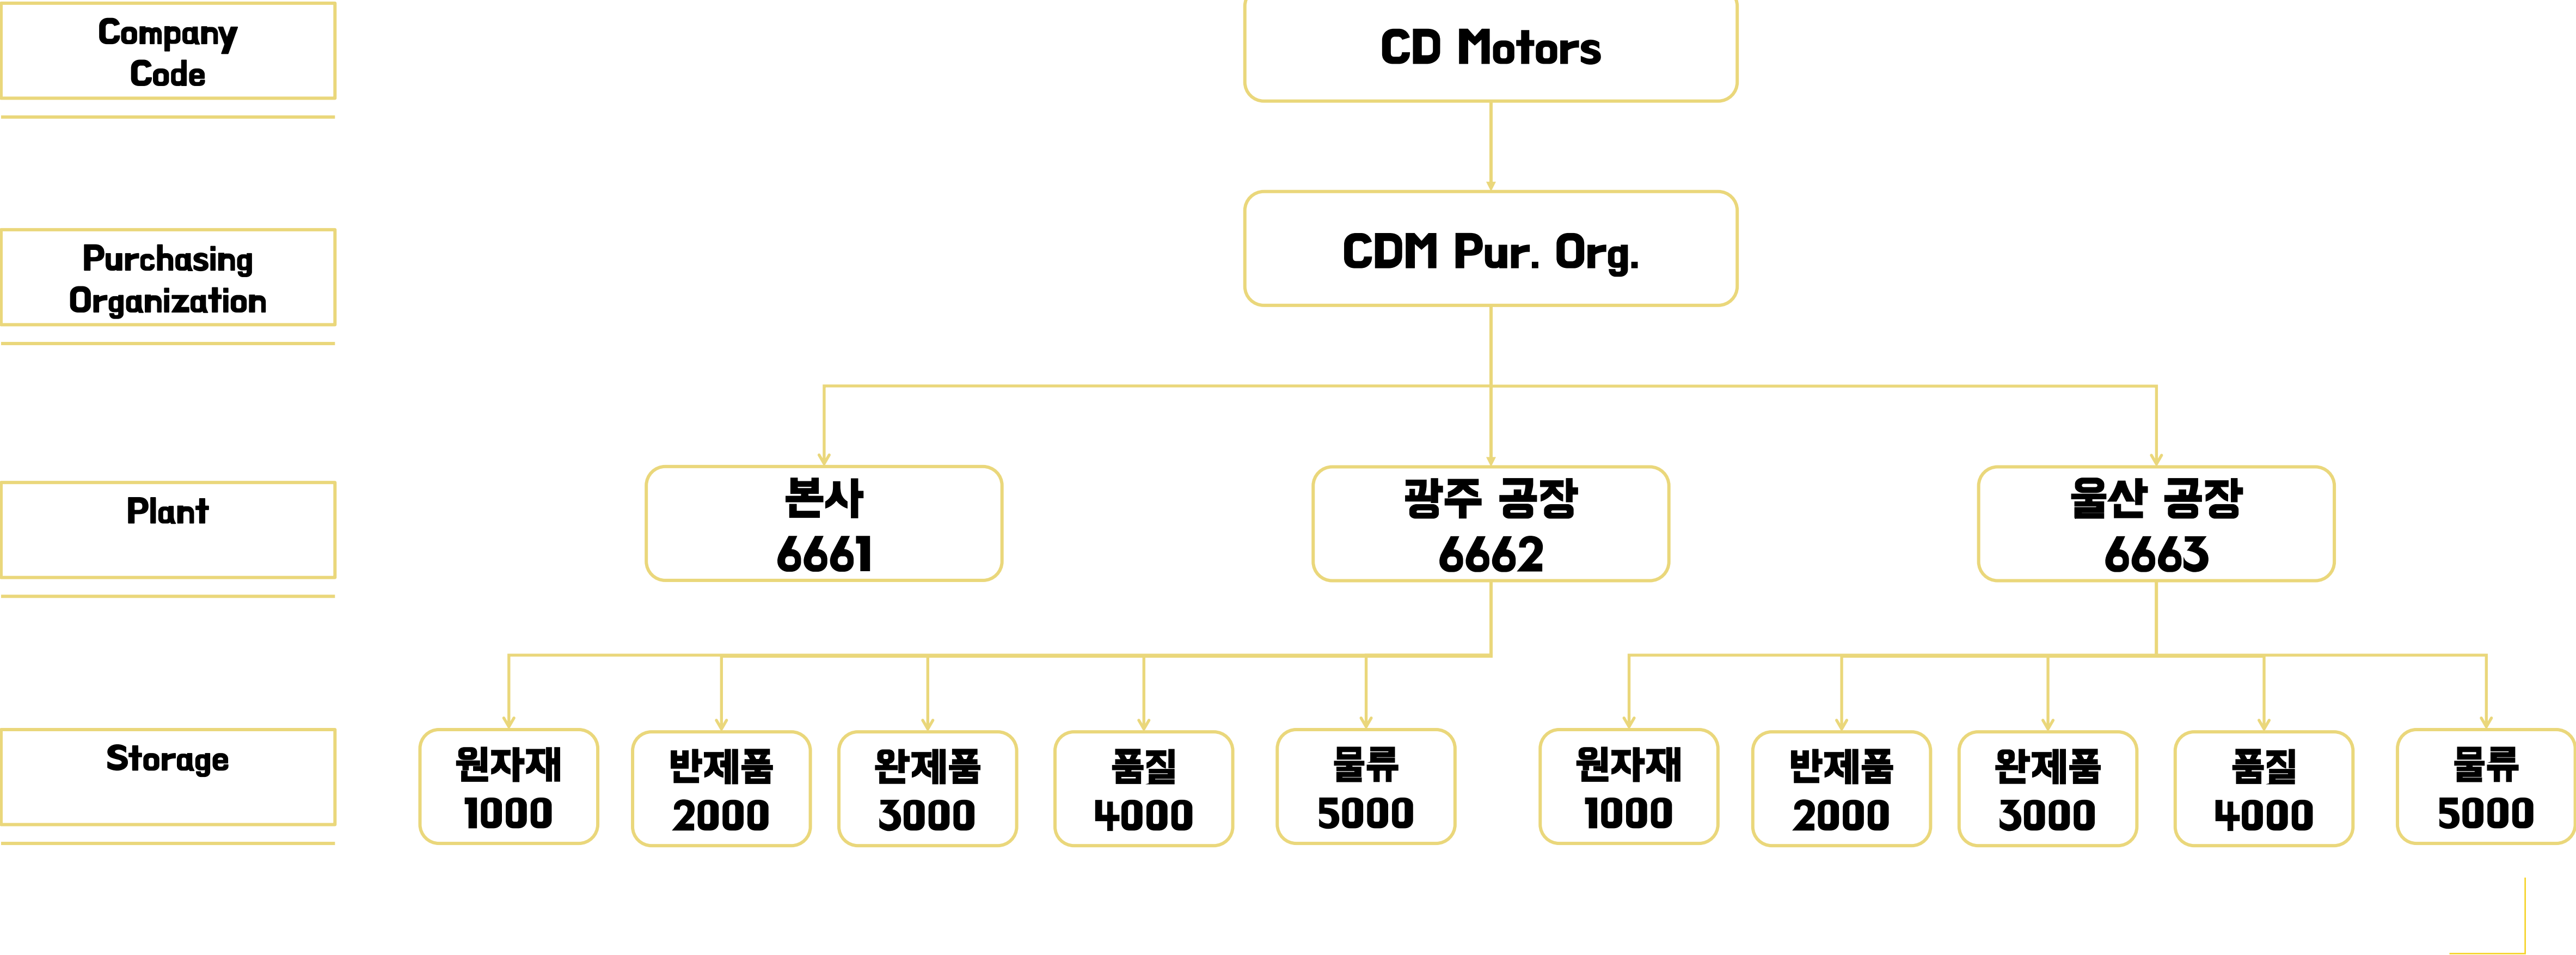 Company
Code
CD Motors
Purchasing
Organization
CDM Pur. Org.
Plant
본사
6661
광주 공장
6662
울산 공장
6663
Storage
원자재
1000
반제품
2000
완제품
3000
품질
4000
물류
5000
원자재
1000
반제품
2000
완제품
3000
품질
4000
물류
5000